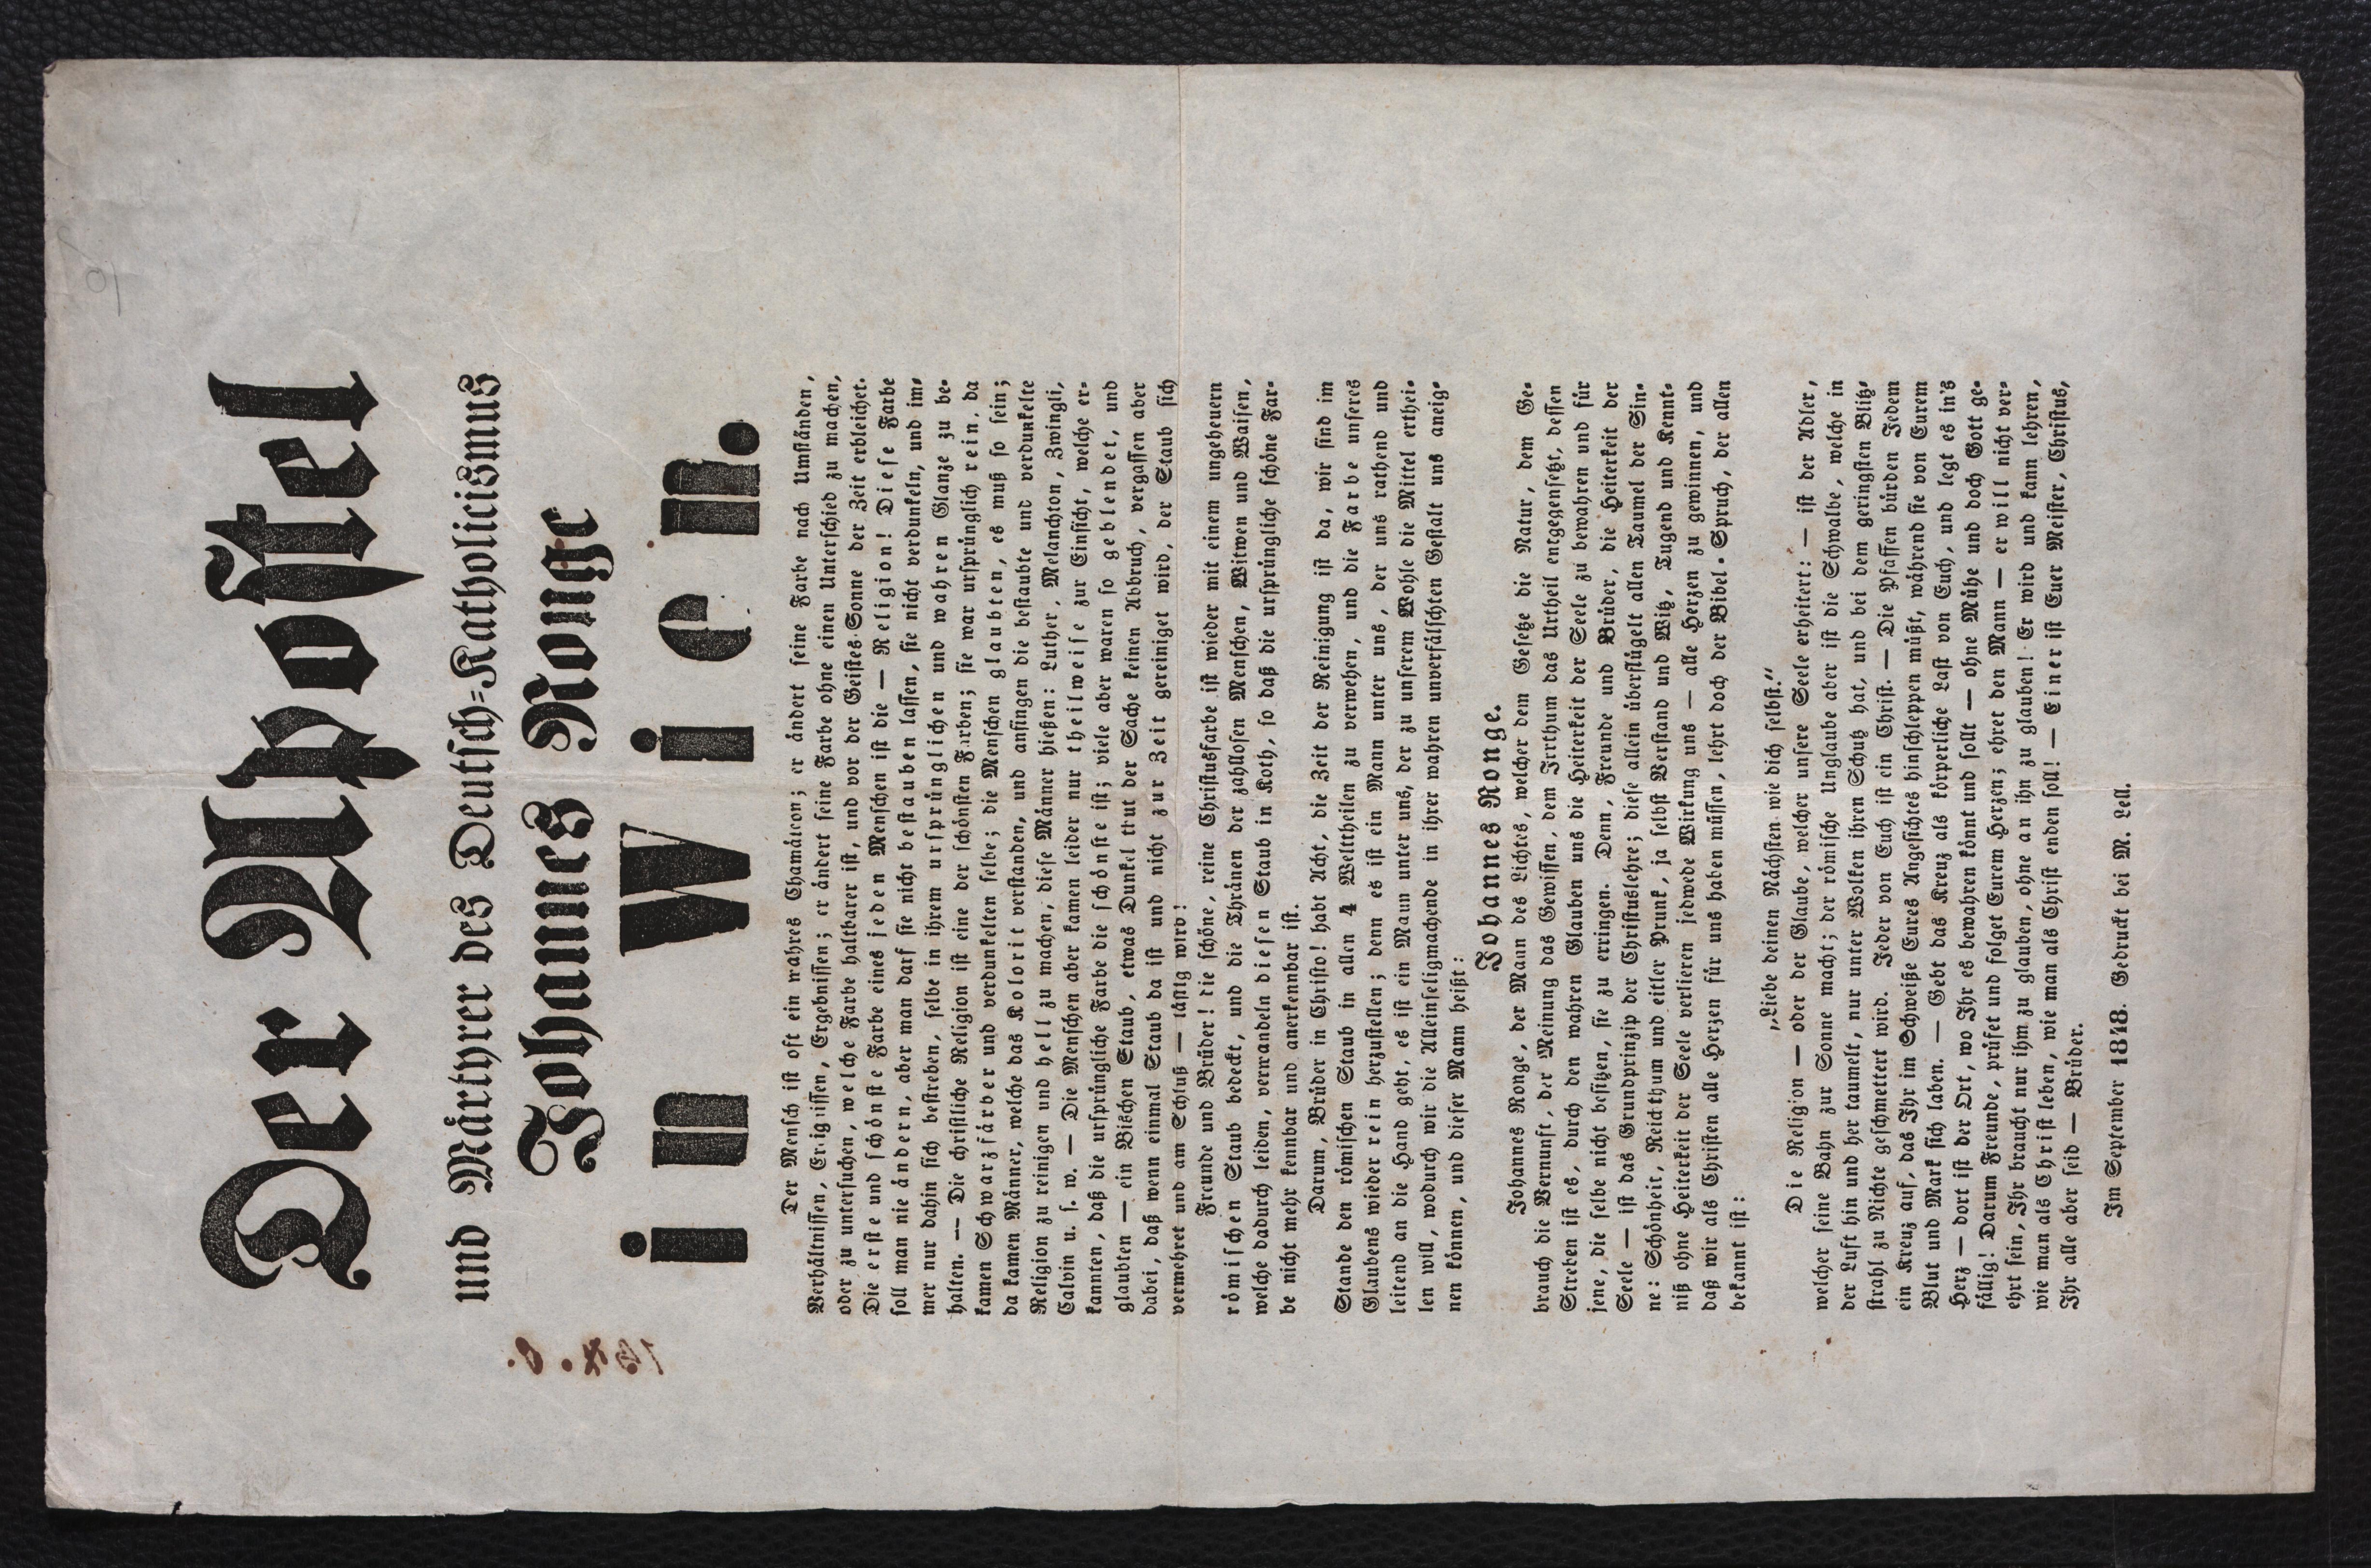 Der Apostel
und Märtyrer des Deutsch-Katholicismus
Johannes Ronge
in Wien.
Der Mensch ist oft ein wahres Chamäleon; er ändert seine Farbe nach Umständen,
Verhältnissen, Ereignissen, Ergebnissen; er ändert seine Farbe ohne einen Unterschied zu machen,
oder zu untersuchen, welche Farbe haltbarer ist, und vor der Geistes-Sonne der Zeit erbleichet.
Die erste und schönste Farbe eines jeden Menschen ist die — Religion! Diese Farbe
soll man nie ändern, aber man darf sie nicht bestauben lassen, sie nicht verdunkeln, und im-
mer nur dahin sich bestreben, selbe in ihrem ursprünglichen und wahren Glanze zu be-
halten. — Die christliche Religion ist eine der schönsten Farben; sie war ursprünglich rein, da
kamen Schwarzfärber und verdunkelten selbe; die Menschen glaubten, es muß so sein;
da kamen Männer, welche das Kolorit verstanden, und anfingen die bestaubte und verdunkelte
Religion zu reinigen und hell zu machen, diese Männer hießen: Luther, Melanchton, Zwingli,
Calvin u. s. w. — Die Menschen aber kamen leider nur theilweise zur Einsicht, welche er-
kannten, daß die ursprüngliche Farbe die schönste ist; viele aber waren so geblendet, und
glaubten — ein Bischen Staub, etwas Dunkel thut der Sache keinen Abbruch, vergassen aber
dabei, daß wenn einmal Staub da ist und nicht zur Zeit gereiniget wird, der Staub sich
vermehret und am Schluß — lästig wird!
Freunde und Brüder! die schöne, reine Christusfarbe ist wieder mit einem ungeheuern
römischen Staub bedeckt, und die Thränen der zahllosen Menschen, Witwen und Waisen,
welche dadurch leiden, verwandeln diesen Staub in Koth, so daß die ursprüngliche schöne Far-
be nicht mehr kennbar und anerkennbar ist.
Darum, Brüder in Christo! habt Acht, die Zeit der Reinigung ist da, wir sind im
Stande den römischen Staub in allen 4 Welttheilen zu verwehen, und die Farbe unseres
Glaubens wieder rein herzustellen; denn es ist ein Mann unter uns, der uns rathend und
leitend an die Hand geht, es ist ein Mann unter uns, der zu unserem Wohle die Mittel erthei-
len will, wodurch wir die Alleinseligmachende in ihrer wahren unverfälschten Gestalt uns aneig-
nen können, und dieser Mann heißt:
Johannes Ronge.
Johannes Ronge, der Mann des Lichtes, welcher dem Gesetze die Natur, dem Ge-
brauch die Vernunft, der Meinung das Gewissen, dem Irrthum das Urtheil entgegensetzt, dessen
Streben ist es, durch den wahren Glauben uns die Heiterkeit der Seele zu bewahren und für
jene, die selbe nicht besitzen, sie zu erringen. Denn, Freunde und Brüder, die Heiterkeit der
Seele — ist das Grundprinzip der Christuslehre; diese allein überflügelt allen Taumel der Sin-
ne: Schönheit, Reichthum und eitler Prunk, ja selbst Verstand und Witz, Tugend und Kennt-
niß ohne Heiterkeit der Seele verlieren jedwede Wirkung uns — alle Herzen zu gewinnen, und
daß wir als Christen alle Herzen für uns haben müssen, lehrt doch der Bibel-Spruch, der allen
bekannt ist:
„Liebe deinen Nächsten wie dich selbst.“
Die Religion — oder der Glaube, welcher unsere Seele erheitert: — ist der Adler,
welcher seine Bahn zur Sonne macht; der römische Unglaube aber ist die Schwalbe, welche in
der Luft hin und her taumelt, nur unter Wolken ihren Schutz hat, und bei dem geringsten Blitz-
strahl zu Nichte geschmettert wird. Jeder von Euch ist ein Christ. — Die Pfaffen bürden Jedem
ein Kreuz auf, das Ihr im Schweiße Eures Angesichtes hinschleppen müßt, während sie von Eurem
Blut und Mark sich laben. — Gebt das Kreuz als körperliche Last von Euch, und legt es in's
Herz — dort ist der Ort, wo Ihr es bewahren könnt und sollt — ohne Mühe und doch Gott ge-
fällig! Darum Freunde, prüfet und folget Eurem Herzen; ehret den Mann — er will nicht ver-
ehrt sein, Ihr braucht nur ihm zu glauben, ohne an ihn zu glauben! Er wird und kann lehren,
wie man als Christ leben, wie man als Christ enden soll! — Einer ist Euer Meister, Christus,
Ihr alle aber seid — Brüder.
Im September 1848. Gedruckt bei M. Lell.